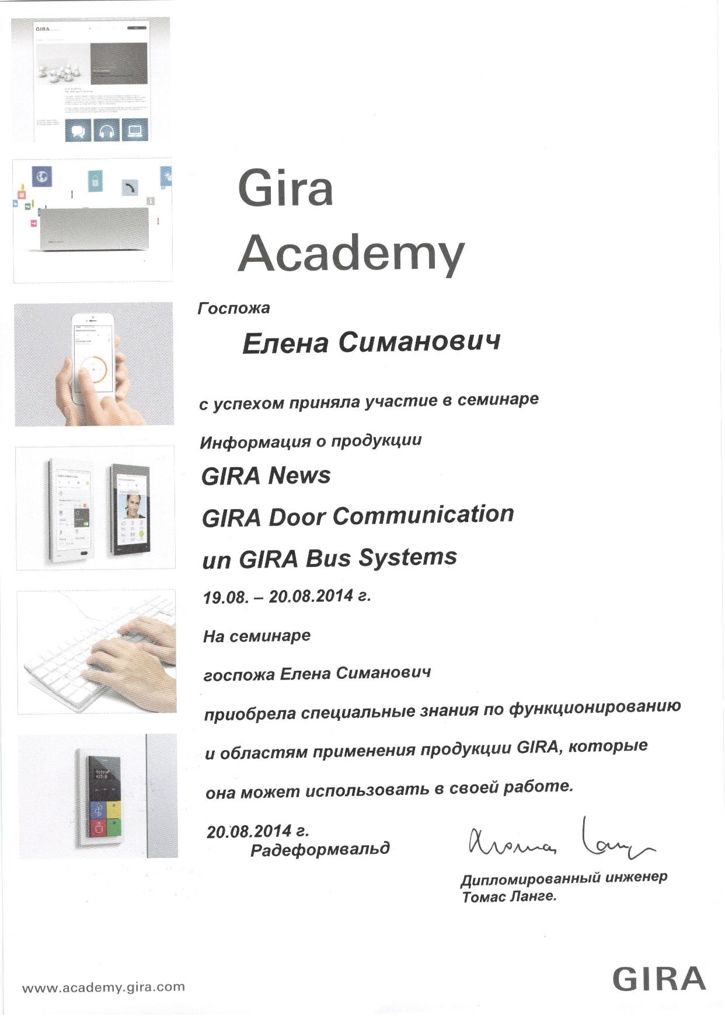 Gira
Academy
Госпожа
Елена Симанович
с успехом приняла участие в семинаре
Информация о продукции
GIRA News
GIRA Door Communication
un GIRA Bus Systems
19.08. – 20.08.2014 г.
На семинаре
госпожа Елена Симанович
приобрела специальные знания по функционированию
и областям применения продукции GIRA, которые
она может использовать в своей работе.
20.08.2014 г.
Радеформвальд
Дипломированный инженер
Томас Ланге.
www.academy.gira.com
GIRA